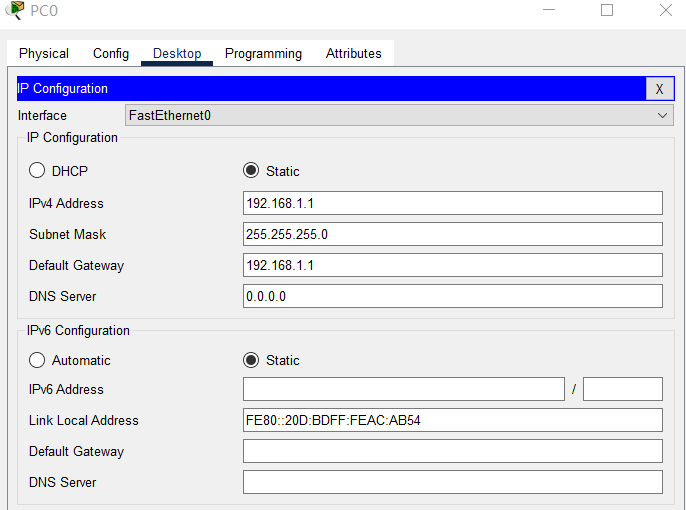 PC0
Physical Config Desktop Programming Attributes
IP Configuration X
Interface FastEthernet0
IP Configuration
DHCP Static
IPv4 Address 192.168.1.1
Subnet Mask 255.255.255.0
Default Gateway 192.168.1.1
DNS Server 0.0.0.0
IPv6 Configuration
Automatic Static
IPv6 Address /
Link Local Address FE80::20D:BDFF:FEAC:AB54
Default Gateway
DNS Server